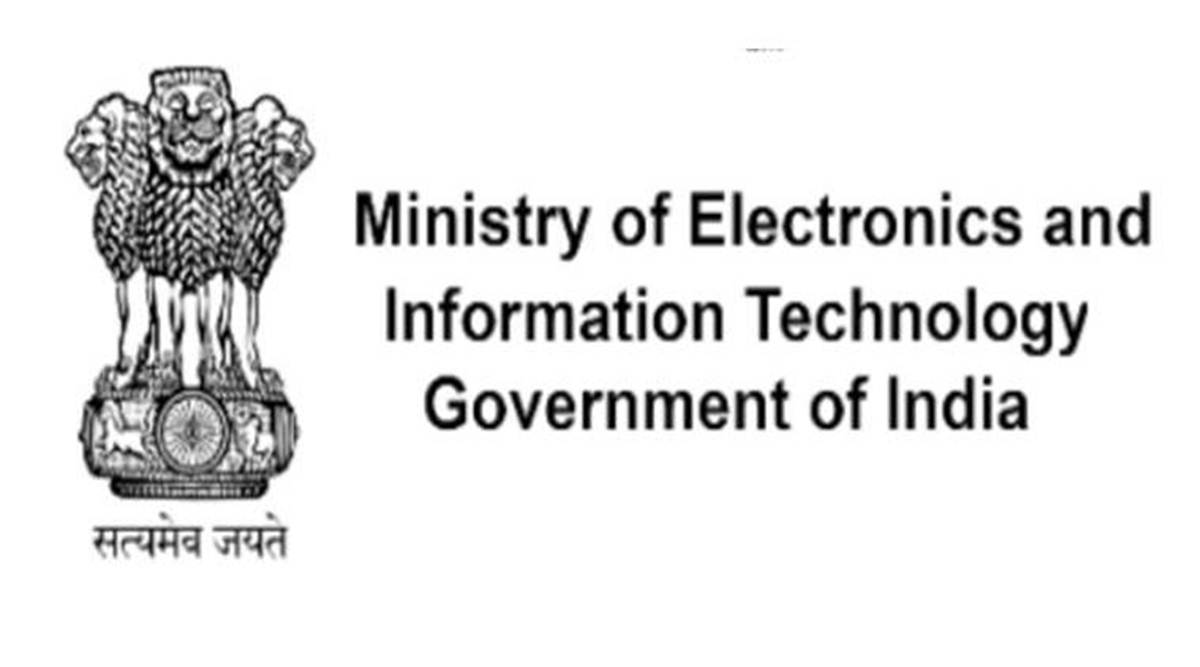 Ministry of Electronics and
Information Technology
Government of India
सत्यमेव जयते